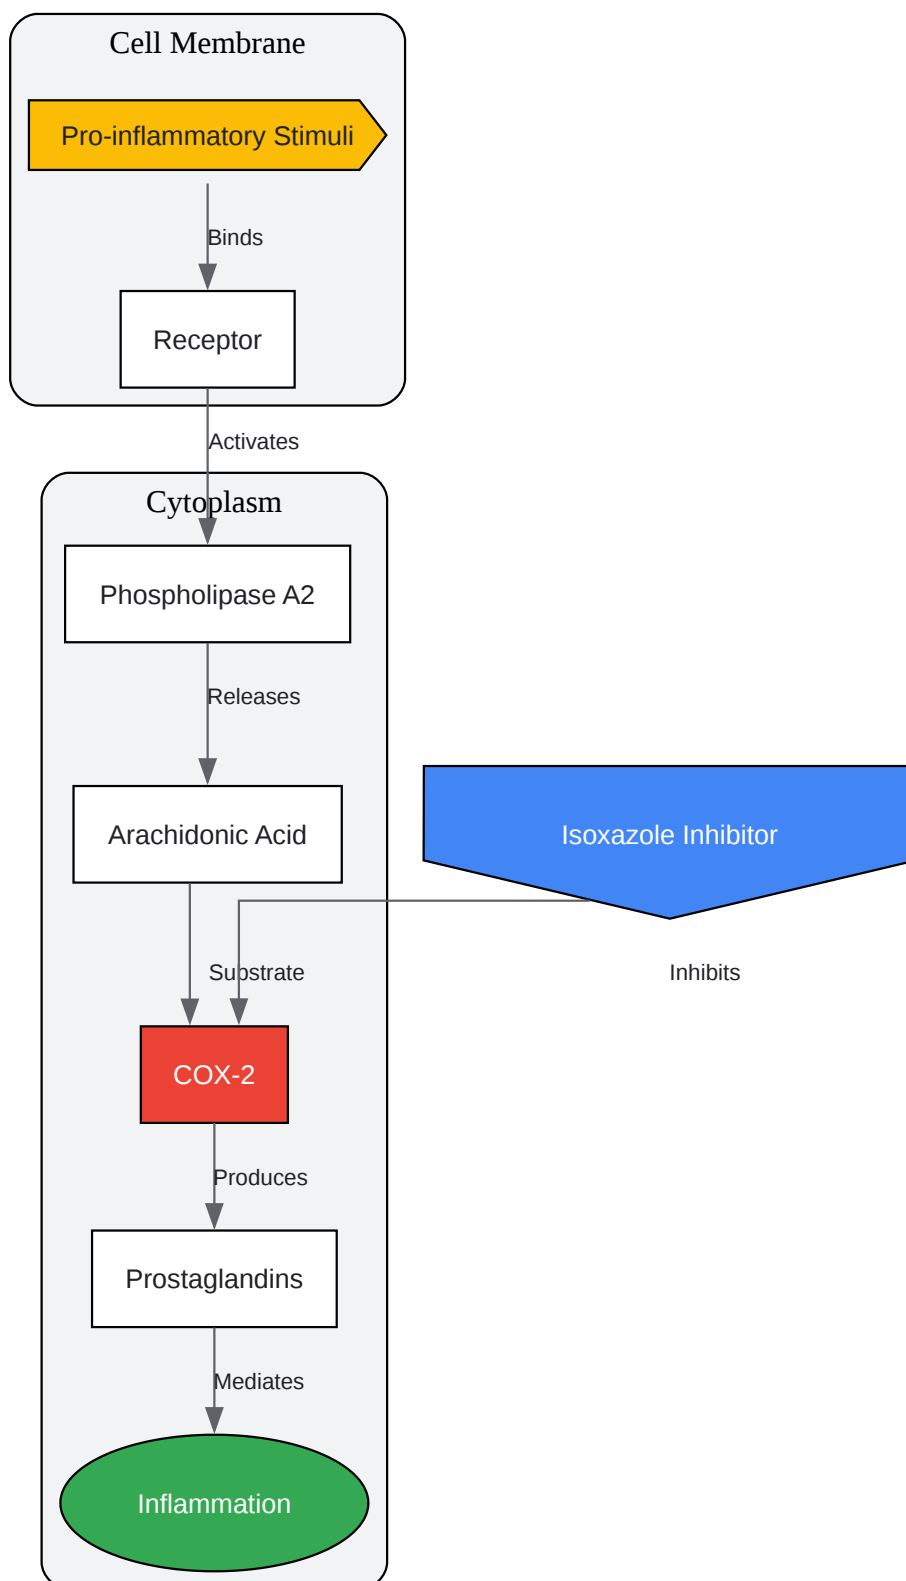 Cell Membrane
Pro-inflammatory Stimuli
Binds
Receptor
Activates
Cytoplasm
Phospholipase A2
Releases
Arachidonic Acid
Isoxazole Inhibitor
Substrate
Inhibits
COX-2
Produces
Prostaglandins
Mediates
Inflammation